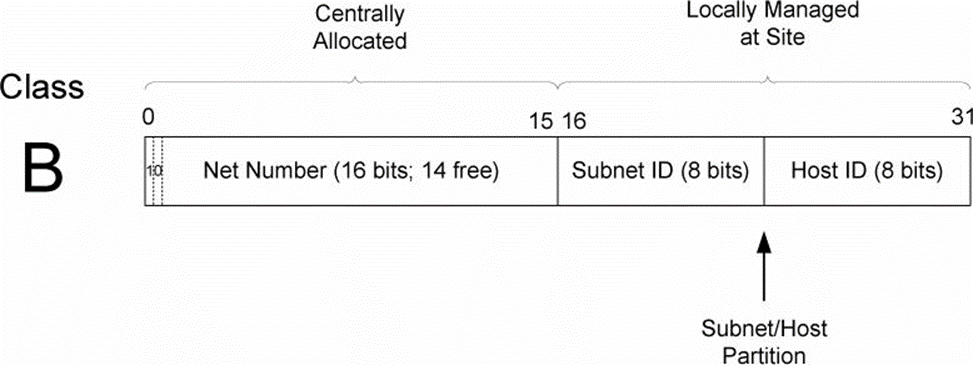 Centrally
Allocated
Locally Managed
at Site
Class
0
15 16
31
B
10
Net Number (16 bits; 14 free)
Subnet ID (8 bits)
Host ID (8 bits)
Subnet/Host
Partition